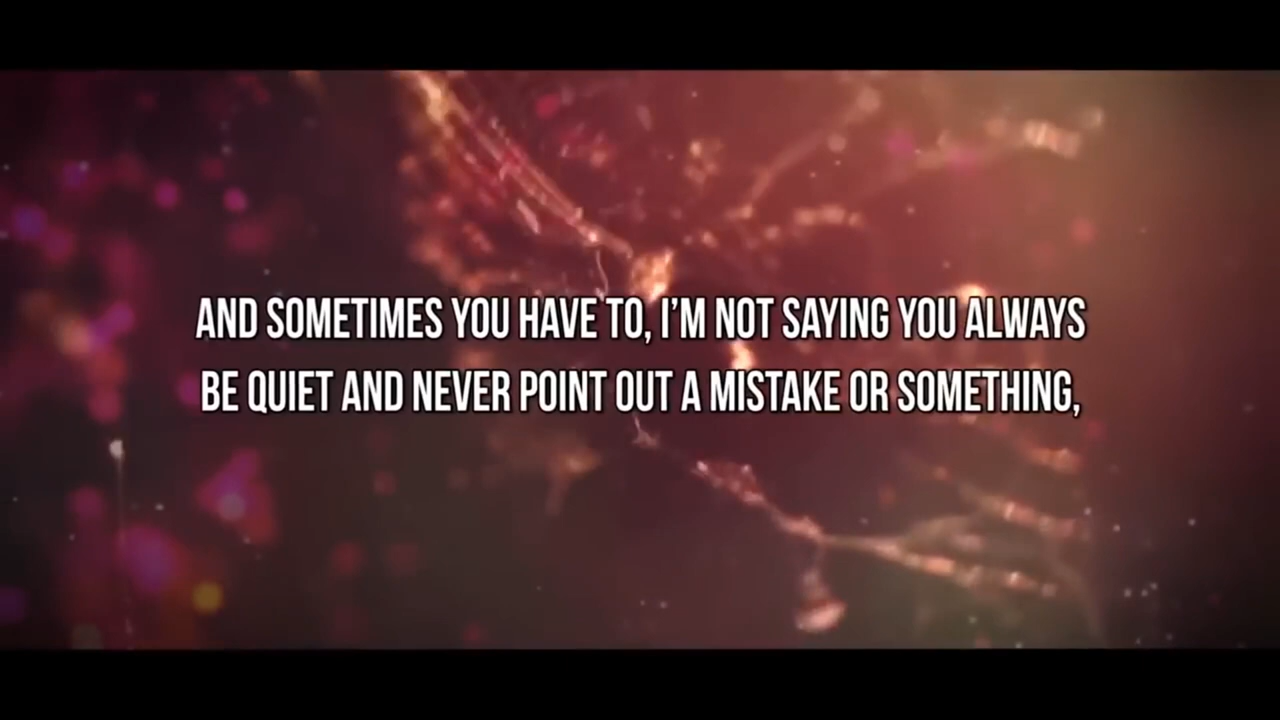 AND SOMETIMES YOU HAVE TO, I'M NOT SAYING YOU ALWAYS
BE QUIET AND NEVER POINT OUT A MISTAKE OR SOMETHING,